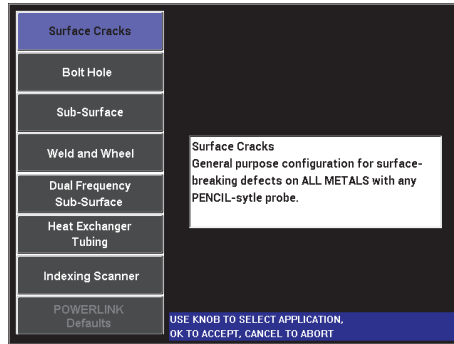 Surface Cracks
Bolt Hole
Sub-Surface
Weld and Wheel
Dual Frequency
Sub-Surface
Heat Exchanger
Tubing
Indexing Scanner
POWERLINK
Defaults
Surface Cracks
General purpose configuration for surface-
breaking defects on ALL METALS with any
PENCIL-sytle probe.
USE KNOB TO SELECT APPLICATION,
OK TO ACCEPT, CANCEL TO ABORT